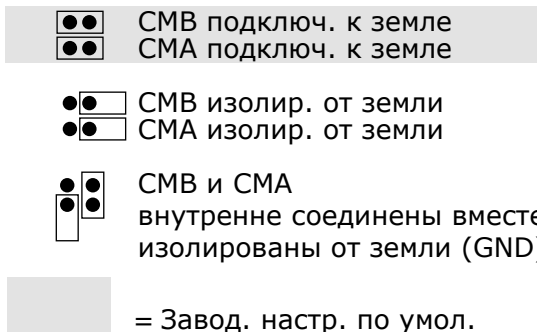 CMB подключ. к земле
CMA подключ. к земле
CMB изолир. от земли
CMA изолир. от земли
CMB и CMA
внутренне соединены вместе
изолированы от земли (GND)
= Завод. настр. по умол.